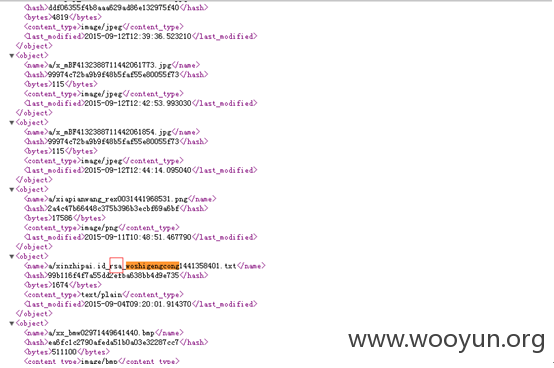 <hash>ddf06355f4b8aaa629ad86e132975f40</hash>
<bytes>4819</bytes>
<content_type>image/jpeg</content_type>
<last_modified>2015-09-12T12:39:36.523210</last_modified>
</object>
<object>
<name>a/x_mBF4132388711442061773.jpg</name>
<hash>99974c72ba9b9f48b5faf55e80055f73</hash>
<bytes>115</bytes>
<content_type>image/jpeg</content_type>
<last_modified>2015-09-12T12:42:53.993030</last_modified>
</object>
<object>
<name>a/x_mBF4132388711442061854.jpg</name>
<hash>99974c72ba9b9f48b5faf55e80055f73</hash>
<bytes>115</bytes>
<content_type>image/jpeg</content_type>
<last_modified>2015-09-12T12:44:14.095040</last_modified>
</object>
<object>
<name>a/xiapianwang_rex0031441968531.png</name>
<hash>2a4c47b66448c375b396b3ecbf69a6bf</hash>
<bytes>17586</bytes>
<content_type>image/png</content_type>
<last_modified>2015-09-11T10:48:51.467790</last_modified>
</object>
<object>
<name>a/xinzhipai.id_rsa_woshigengcong1441358401.txt</name>
<hash>99b116f4f7a55dd2efba638bb4d9e735</hash>
<bytes>1674</bytes>
<content_type>text/plain</content_type>
<last_modified>2015-09-04T09:20:01.914370</last_modified>
</object>
<object>
<name>a/xx_bmw02971449641440.bmp</name>
<hash>ea6fc1c2790afeda51b0a03e32287cc7</hash>
<bytes>511100</bytes>
<content_type>image/bmp</content_type>
www.wooyun.org